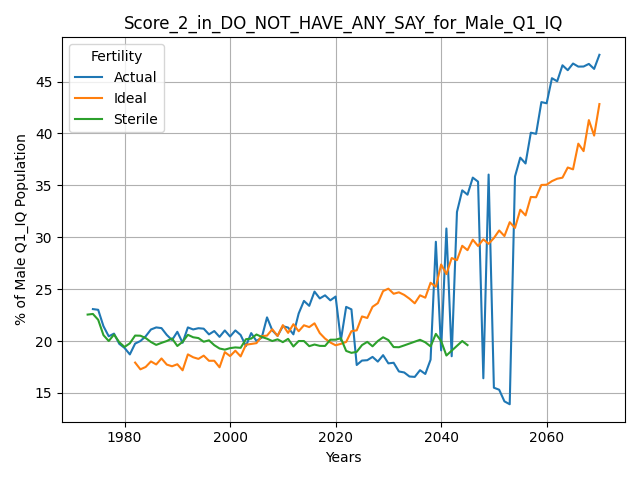 Score_2_in_DO_NOT_HAVE_ANY_SAY_for_Male_Q1_IQ
Fertility
Actual
Ideal
Sterile
% of Male Q1_IQ Population
45
40
35
30
25
20
15
1980
2000
2020
2040
2060
Years